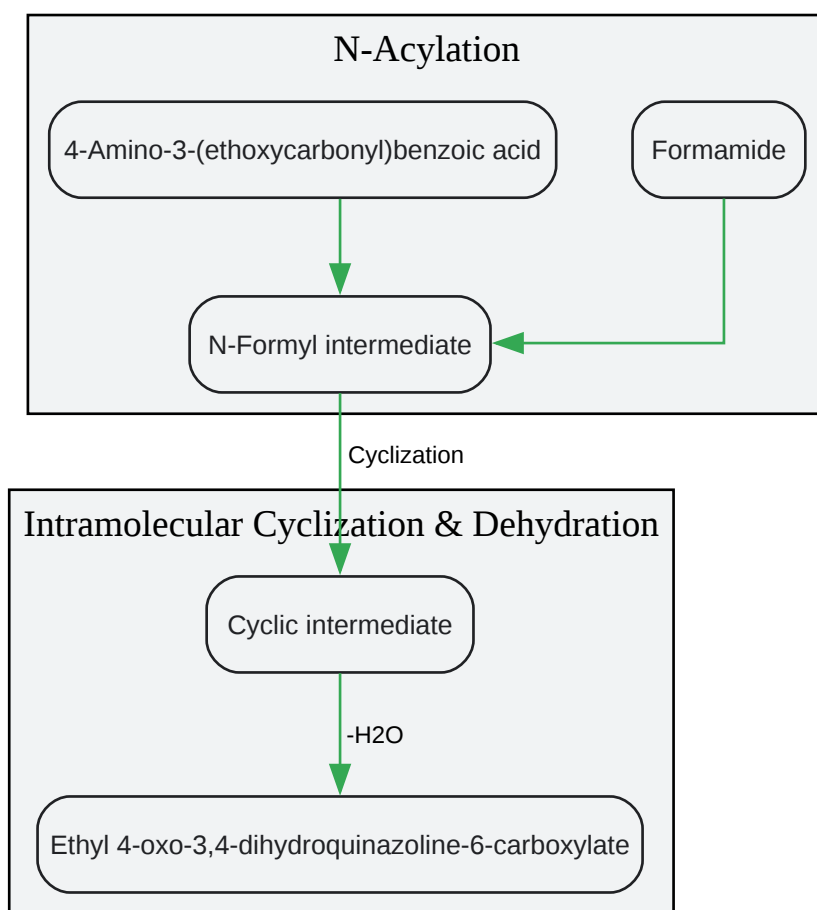 N-Acylation
4-Amino-3-(ethoxycarbonyl)benzoic acid
Formamide
N-Formyl intermediate
Cyclization
Intramolecular Cyclization & Dehydration
Cyclic intermediate
-H2O
Ethyl 4-oxo-3,4-dihydroquinazoline-6-carboxylate